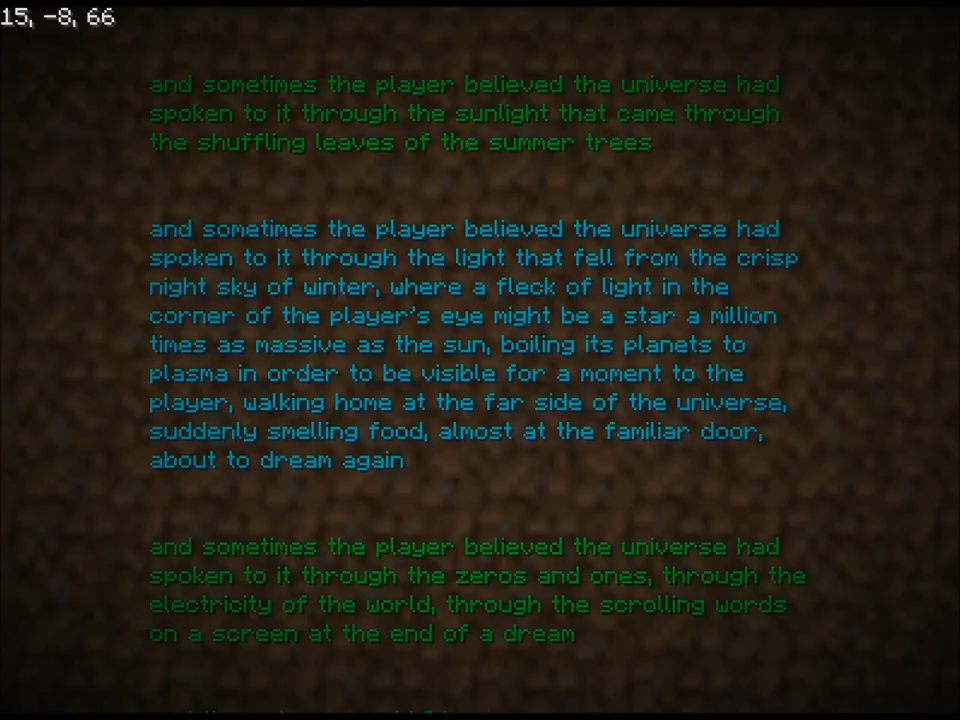 15, -8, 66
and sometimes the player believed the universe had
spoken to it through the sunlight that came through
the shuffling leaves of the summer trees
and sometimes the player believed the universe had
spoken to it through the light that fell from the crisp
night sky of winter, where a fleck of light in the
corner of the player's eye might be a star a million
times as massive as the sun, boiling its planets to
plasma in order to be visible for a moment to the
player, walking home at the far side of the universe,
suddenly smelling food, almost at the familiar door,
about to dream again
and sometimes the player believed the universe had
spoken to it through the zeros and ones, through the
electricity of the world, through the scrolling words
on a screen at the end of a dream